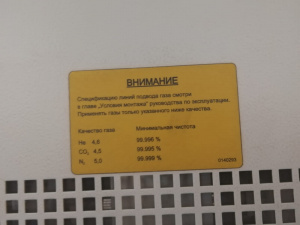 ВНИМАНИЕ
Спецификацию линий подвода газа смотри
в главе „Условия монтажа" руководства по эксплуатации.
Применять газы только указанного ниже качества.
Качество газа Минимальная чистота
He 4,6 99.996 %
CO₂ 4,5 99.995 %
N₂ 5,0 99.999 %
0140293